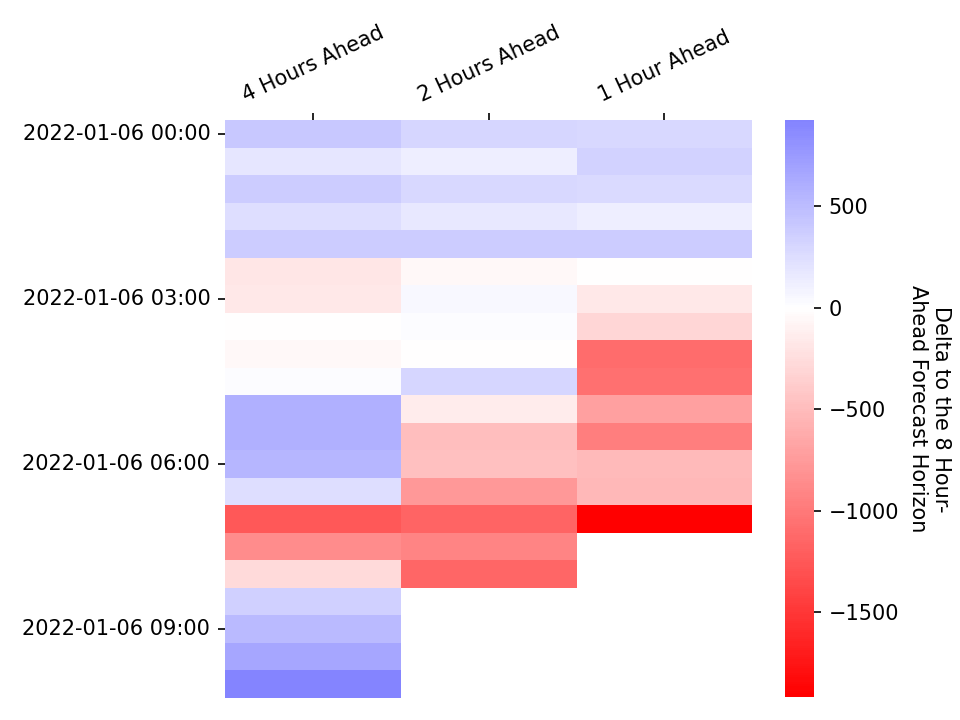 4 Hours Ahead
2 Hours Ahead
1 Hour Ahead
2022-01-06 00:00
2022-01-06 03:00
2022-01-06 06:00
2022-01-06 09:00
500
0
−500
−1000
−1500
Delta to the 8 Hour-
Ahead Forecast Horizon